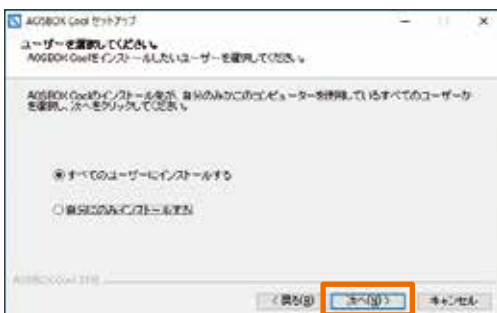 AOSBOX Cool セットアップ
ユーザーを選択してください。
AOSBOX Coolをインストールしたいユーザーを選択してください。
AOSBOX Coolのインストール先が、自分のみかこのコンピューターを使用しているすべてのユーザーか
を選択し、次へをクリックしてください。
すべてのユーザーにインストールする
自分にのみインストールする
AOSBOX Cool
< 戻る(B)
次へ(N) >
キャンセル